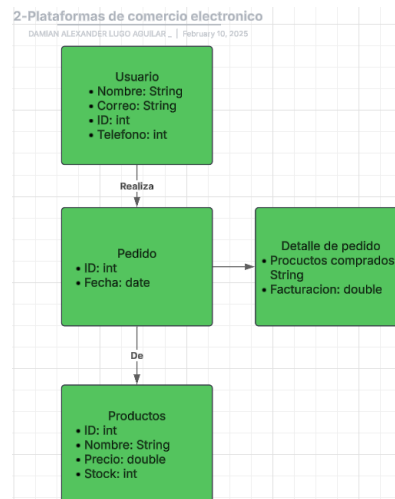 2-Plataformas de comercio electronico
DAMIAN ALEXANDER LUGO AGUILAR _ | February 10, 2025
Usuario
• Nombre: String
• Correo: String
• ID: int
• Telefono: int
Realiza
Pedido
• ID: int
• Fecha: date
Detalle de pedido
• Procuctos comprados
String
• Facturacion: double
De
Productos
• ID: int
• Nombre: String
• Precio: double
• Stock: int